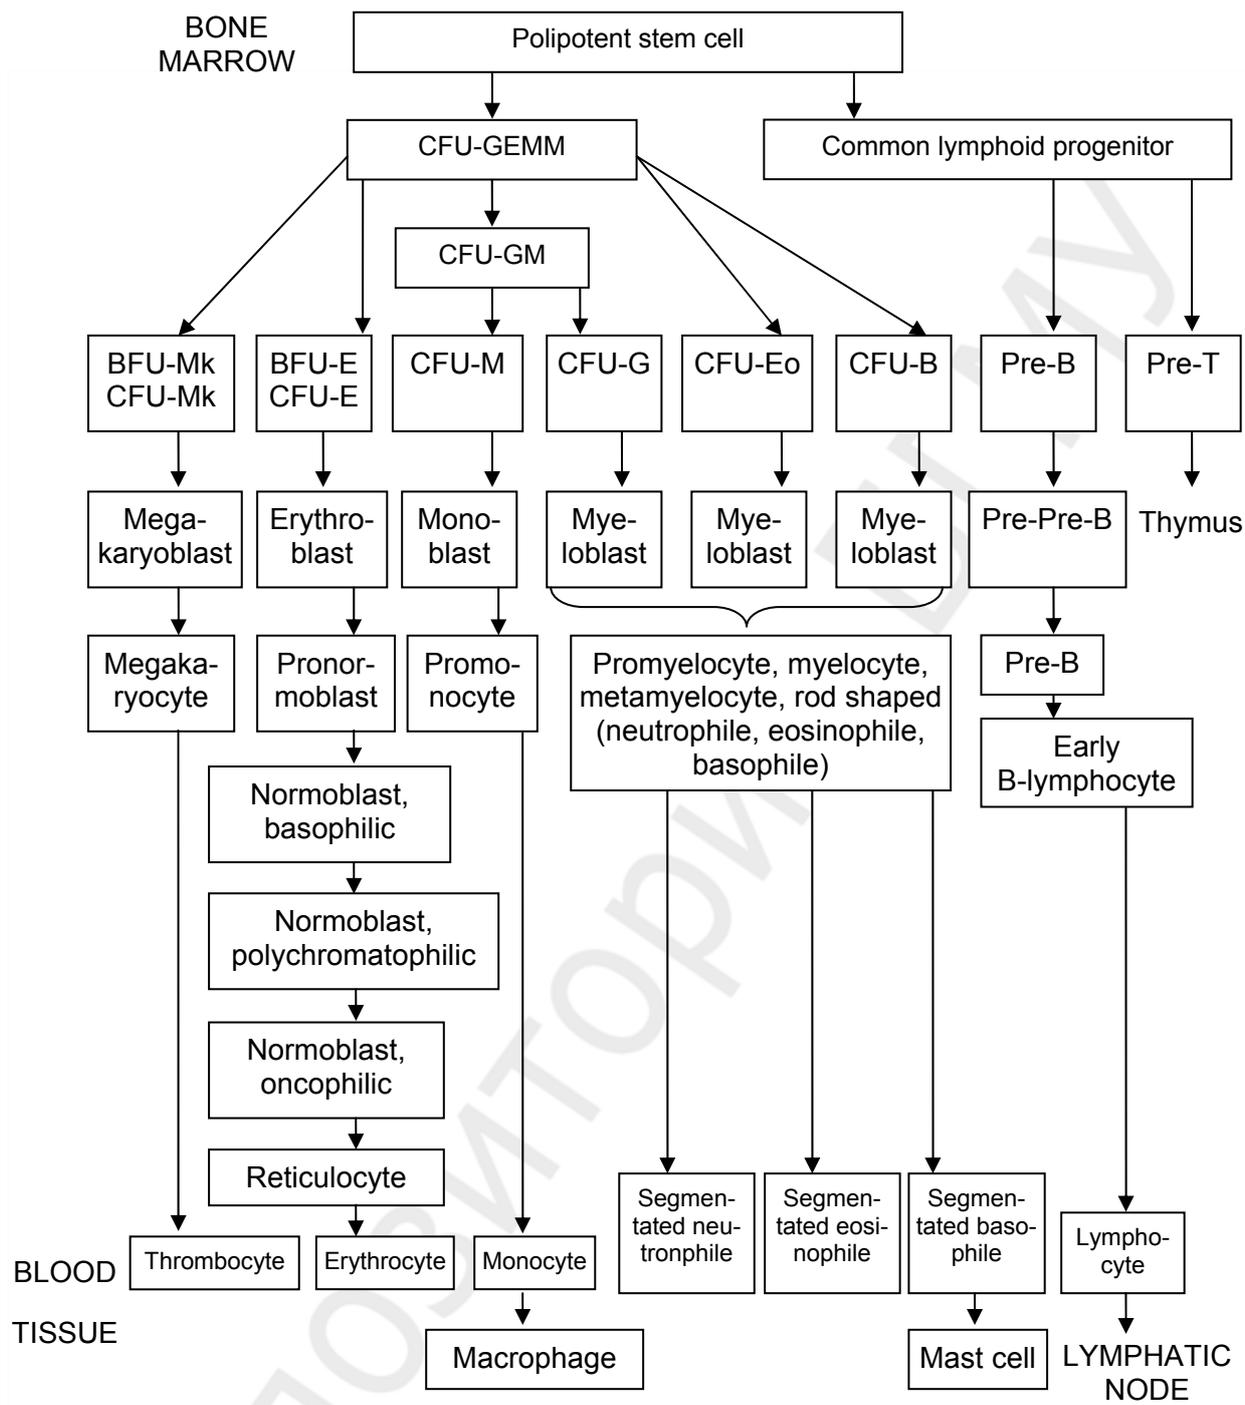 BONE
MARROW
Polipotent stem cell
CFU-GEMM
Common lymphoid progenitor
CFU-GM
BFU-Mk
CFU-Mk
BFU-E
CFU-E
CFU-M
CFU-G
CFU-Eo
CFU-B
Pre-B
Pre-T
Mega-
karyoblast
Erythro-
blast
Mono-
blast
Mye-
loblast
Mye-
loblast
Mye-
loblast
Pre-Pre-B
Thymus
Megaka-
ryocyte
Pronor-
moblast
Promo-
nocyte
Promyelocyte, myelocyte,
metamyelocyte, rod shaped
(neutrophile, eosinophile,
basophile)
Pre-B
Early
B-lymphocyte
Normoblast,
basophilic
Normoblast,
polychromatophilic
Normoblast,
oncophilic
Reticulocyte
BLOOD
Thrombocyte
Erythrocyte
Monocyte
Segmen-
tated neu-
tronphile
Segmen-
tated eosi-
nophile
Segmen-
tated baso-
phile
Lympho-
cyte
TISSUE
Macrophage
Mast cell
LYMPHATIC
NODE